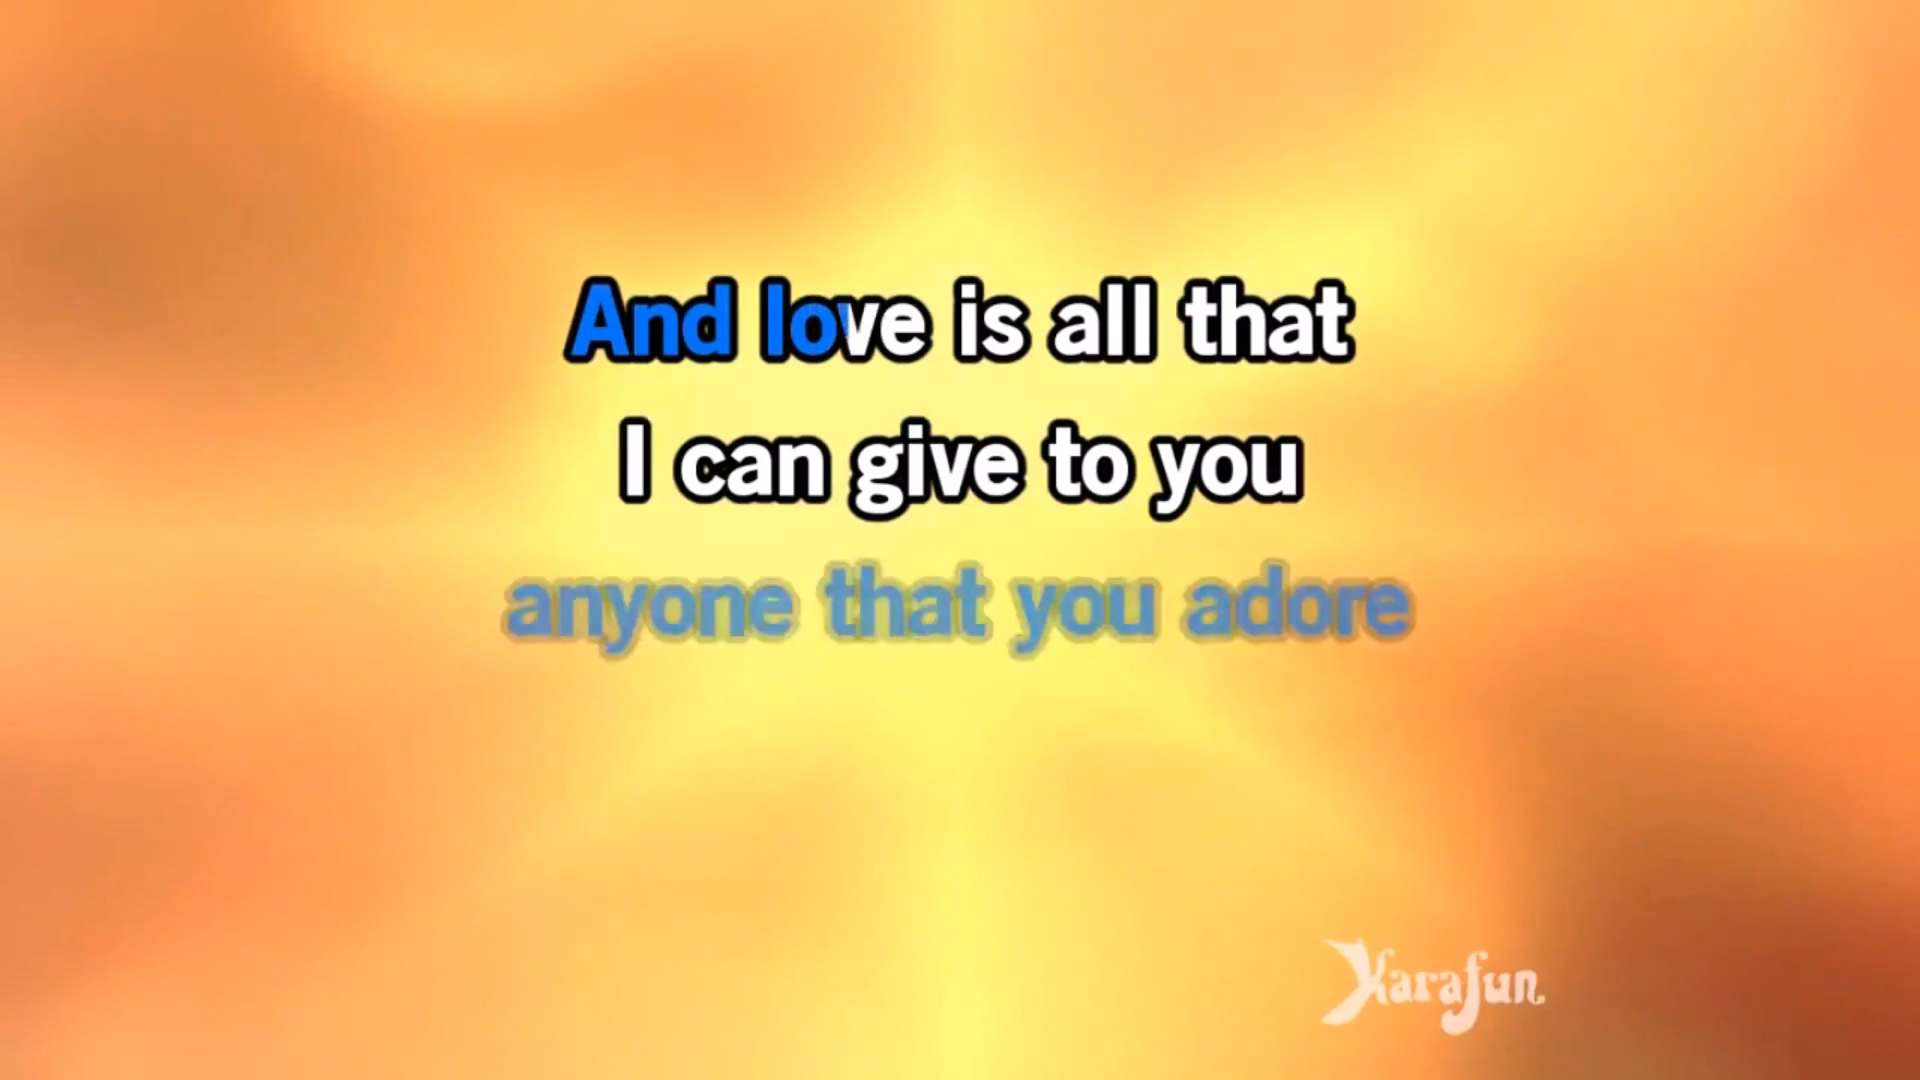 And love is all that
I can give to you
anyone that you adore
Karafun